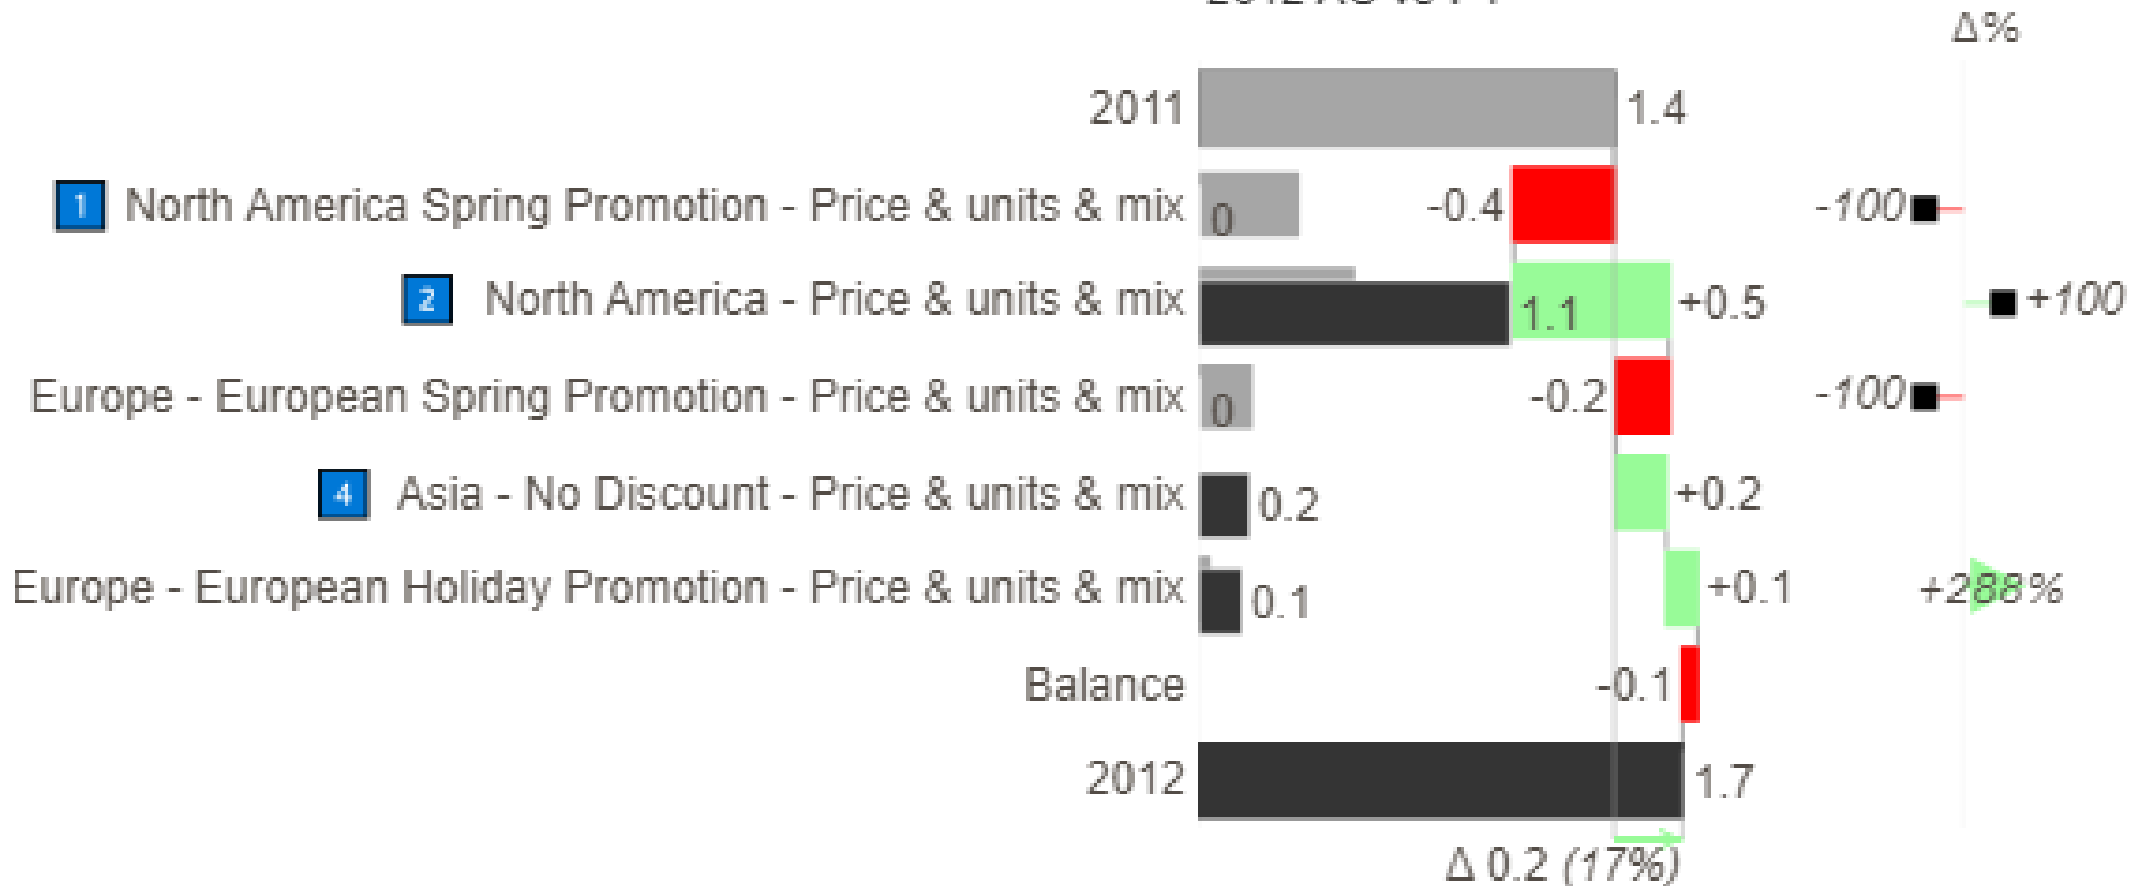 Δ%
2011 1.4
1 North America Spring Promotion - Price & units & mix 0 -0.4 -100
2 North America - Price & units & mix 1.1 +0.5 +100
Europe - European Spring Promotion - Price & units & mix 0 -0.2 -100
4 Asia - No Discount - Price & units & mix 0.2 +0.2
Europe - European Holiday Promotion - Price & units & mix 0.1 +0.1 +288%
Balance -0.1
2012 1.7
Δ 0.2 (17%)